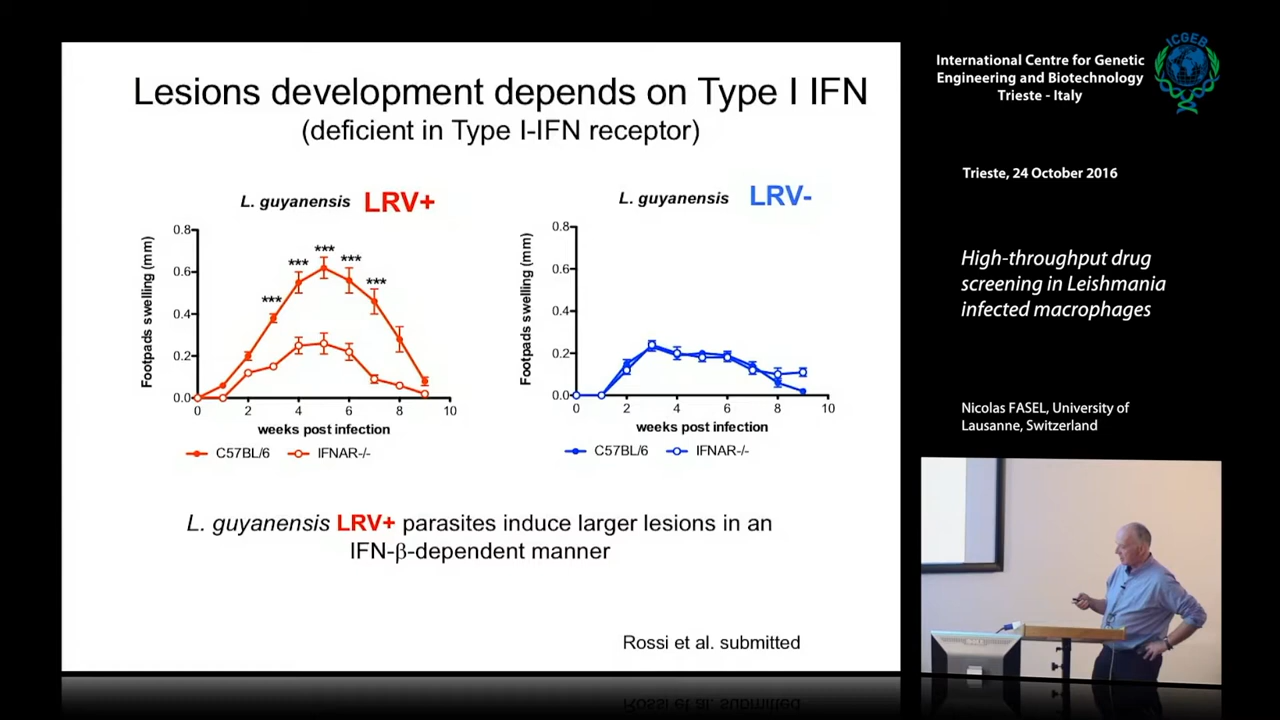 Lesions development depends on Type I IFN
(deficient in Type I-IFN receptor)
L. guyanensis LRV+
0.8
0.6
0.4
0.2
0.0
Footpads swelling (mm)
***
***
***
***
***
0 2 4 6 8 10
weeks post infection
C57BL/6 IFNAR-/-
L. guyanensis LRV-
0.8
0.6
0.4
0.2
0.0
Footpads swelling (mm)
0 2 4 6 8 10
weeks post infection
C57BL/6 IFNAR-/-
L. guyanensis LRV+ parasites induce larger lesions in an
IFN-β-dependent manner
Rossi et al. submitted
International Centre for Genetic
Engineering and Biotechnology
Trieste - Italy
ICGEB
Trieste, 24 October 2016
High-throughput drug
screening in Leishmania
infected macrophages
Nicolas FASEL, University of
Lausanne, Switzerland